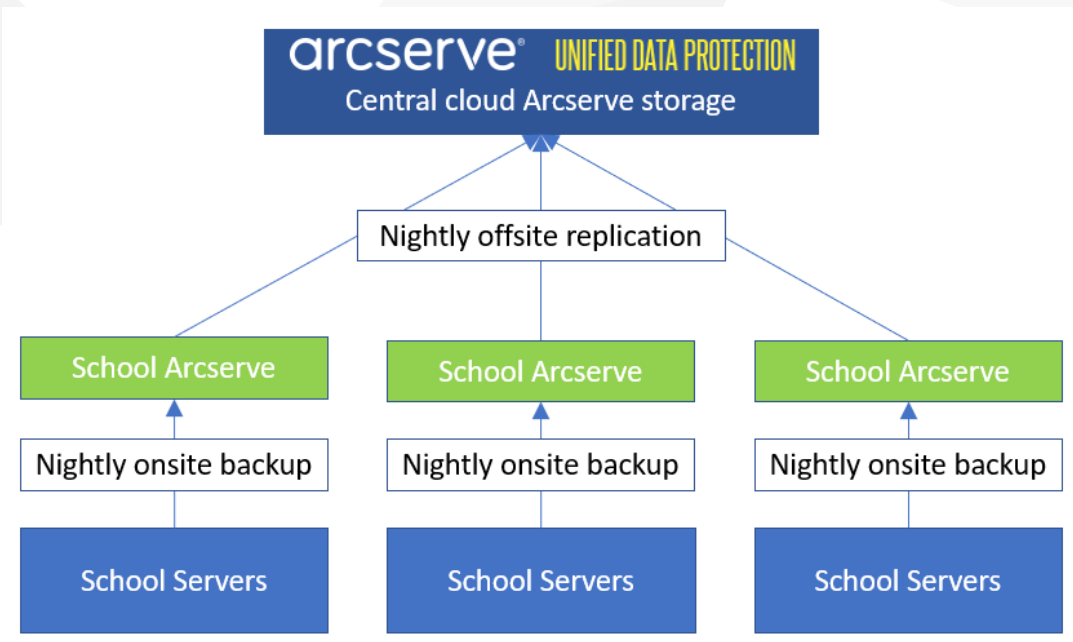 arcserve® UNIFIED DATA PROTECTION
Central cloud Arcserve storage
Nightly offsite replication
School Arcserve
School Arcserve
School Arcserve
Nightly onsite backup
Nightly onsite backup
Nightly onsite backup
School Servers
School Servers
School Servers